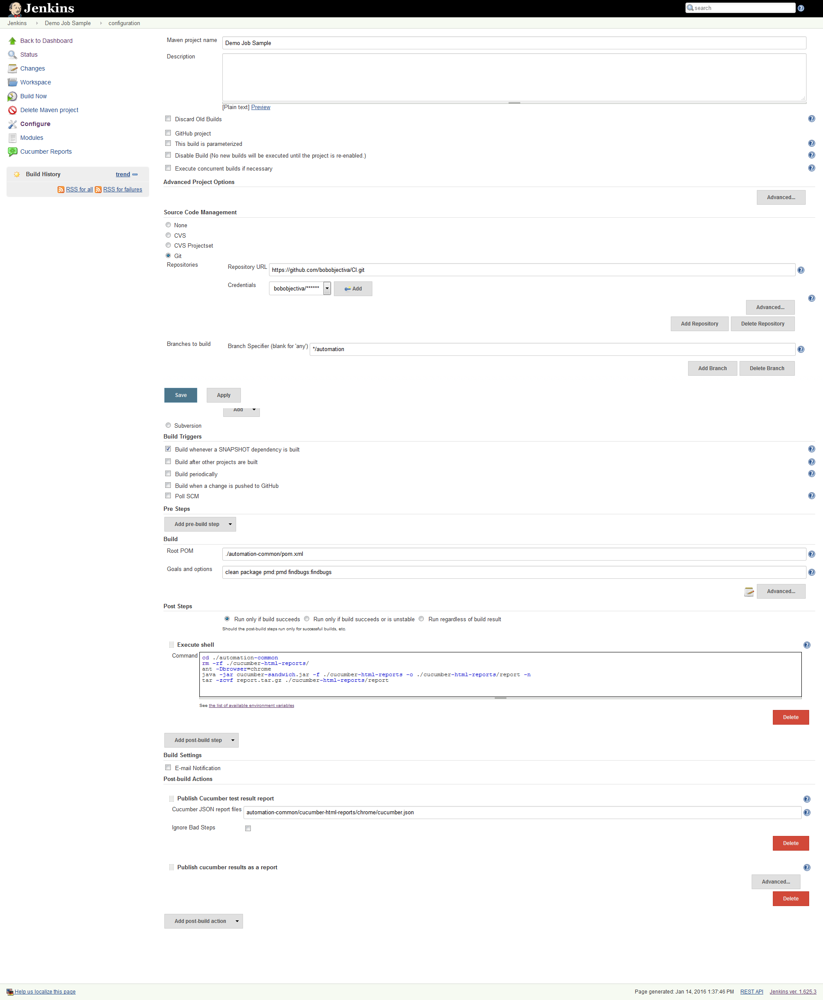 Jenkins
search
Jenkins Demo Job Sample configuration
Back to Dashboard
Status
Changes
Workspace
Build Now
Delete Maven project
Configure
Modules
Cucumber Reports
Build History trend
RSS for all RSS for failures
Maven project name Demo Job Sample
Description
[Plain text] Preview
Discard Old Builds
GitHub project
This build is parameterized
Disable Build (No new builds will be executed until the project is re-enabled.)
Execute concurrent builds if necessary
Advanced Project Options
Advanced...
Source Code Management
None
CVS
CVS Projectset
Git
Repositories Repository URL https://github.com/bobobjectiva/CI.git
Credentials bobobjectiva/****** Add
Advanced...
Add Repository Delete Repository
Branches to build Branch Specifier (blank for 'any') */automation
Add Branch Delete Branch
Save Apply
Add
Subversion
Build Triggers
Build whenever a SNAPSHOT dependency is built
Build after other projects are built
Build periodically
Build when a change is pushed to GitHub
Poll SCM
Pre Steps
Add pre-build step
Build
Root POM ./automation-common/pom.xml
Goals and options clean package pmd:pmd findbugs:findbugs
Advanced...
Post Steps
Run only if build succeeds Run only if build succeeds or is unstable Run regardless of build result
Should the post-build steps run only for successful builds, etc.
Execute shell
Command cd ./automation-common
rm -rf ./cucumber-html-reports/
ant -Dbrowser=chrome
java -jar cucumber-sandwich.jar -f ./cucumber-html-reports -o ./cucumber-html-reports/report -n
tar -zcvf report.tar.gz ./cucumber-html-reports/report
See the list of available environment variables
Delete
Add post-build step
Build Settings
E-mail Notification
Post-build Actions
Publish Cucumber test result report
Cucumber JSON report files automation-common/cucumber-html-reports/chrome/cucumber.json
Ignore Bad Steps
Delete
Publish cucumber results as a report
Advanced...
Delete
Add post-build action
Help us localize this page Page generated: Jan 14, 2016 1:37:46 PM REST API Jenkins ver. 1.625.3